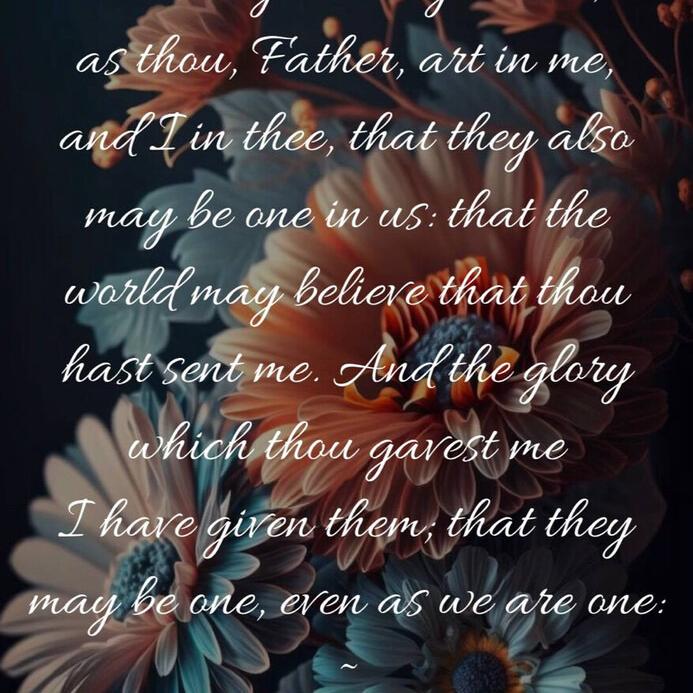 as thou, Father, art in me,
and I in thee, that they also
may be one in us: that the
world may believe that thou
hast sent me. And the glory
which thou gavest me
I have given them; that they
may be one, even as we are one:
~